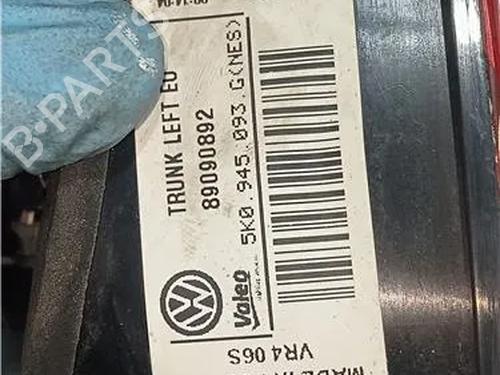 B-PARTS
TRUNK LEFT EU
89090892
5K0.945.093.G(NES)
Valeo
VR4 06S